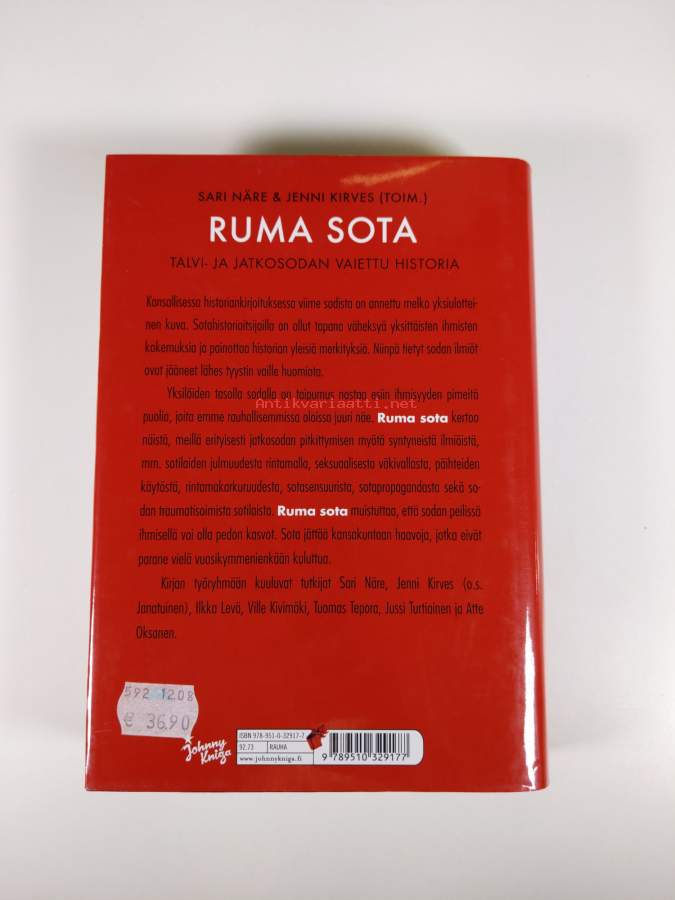 SARI NÄRE & JENNI KIRVES (TOIM.)
RUMA SOTA
TALVI- JA JATKOSODAN VAIETTU HISTORIA
Kansallisessa historiankirjoituksessa viime sodista on annettu melko yksiulottei-
nen kuva. Sotahistorioitsijoilla on ollut tapana väheksyä yksittäisten ihmisten
kokemuksia ja painottaa historian yleisiä merkityksiä. Niinpä tietyt sodan ilmiöt
ovat jääneet lähes tyystin vaille huomiota.
Yksilöiden tasolla sodalla on taipumus nostaa esiin ihmisyyden pimeitä
Antikvariaatti.net
puolia, joita emme rauhallisemmissa oloissa juuri näe. Ruma sota kertoo
näistä, meillä erityisesti jatkosodan pitkittymisen myötä syntyneistä ilmiöistä,
mm. sotilaiden julmuudesta rintamalla, seksuaalisesta väkivallasta, päihteiden
käytöstä, rintamakarkuruudesta, sotasensuurista, sotapropagandasta sekä so-
dan traumatisoimista sotilaista. Ruma sota muistuttaa, että sodan peilissä
ihmisellä voi olla pedon kasvot. Sota jättää kansakuntaan haavoja, jotka eivät
parane vielä vuosikymmenienkään kuluttua.
Kirjan työryhmään kuuluvat tutkijat Sari Näre, Jenni Kirves (o.s.
Janatuinen), Ilkka Levä, Ville Kivimäki, Tuomas Tepora, Jussi Turtiainen ja Atte
Oksanen.
592 1208
€ 36.90
Johnny
Kniga
ISBN 978-951-0-32917-7
92.73 RAUHA
www.johnnykniga.fi
9 789510 329177